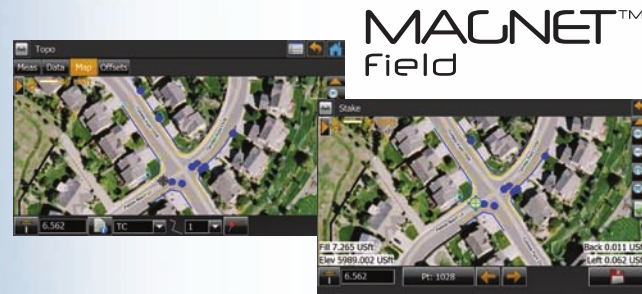 MAGNET™
Field
Topo
Meas Data Map Offsets
6.562 TC 1
Stake
Fill 7.265 USft
Elev 5989.002 USft
Back 0.011 USft
Left 0.062 USft
6.562 Pt: 1028